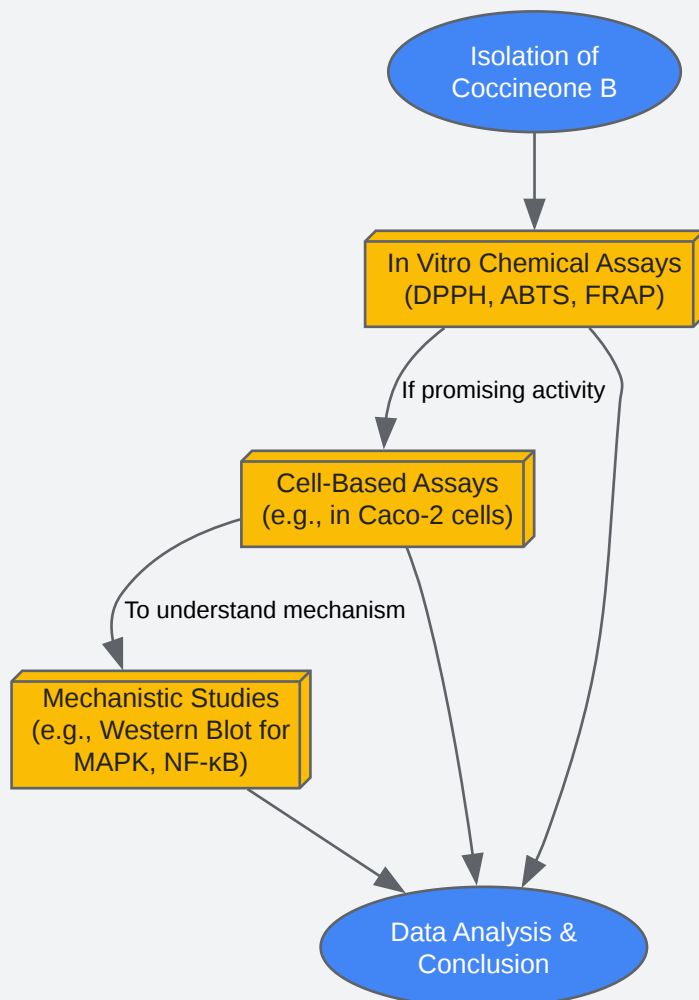 Isolation of
Coccineone B
In Vitro Chemical Assays
(DPPH, ABTS, FRAP)
If promising activity
Cell-Based Assays
(e.g., in Caco-2 cells)
To understand mechanism
Mechanistic Studies
(e.g., Western Blot for
MAPK, NF-κB)
Data Analysis &
Conclusion